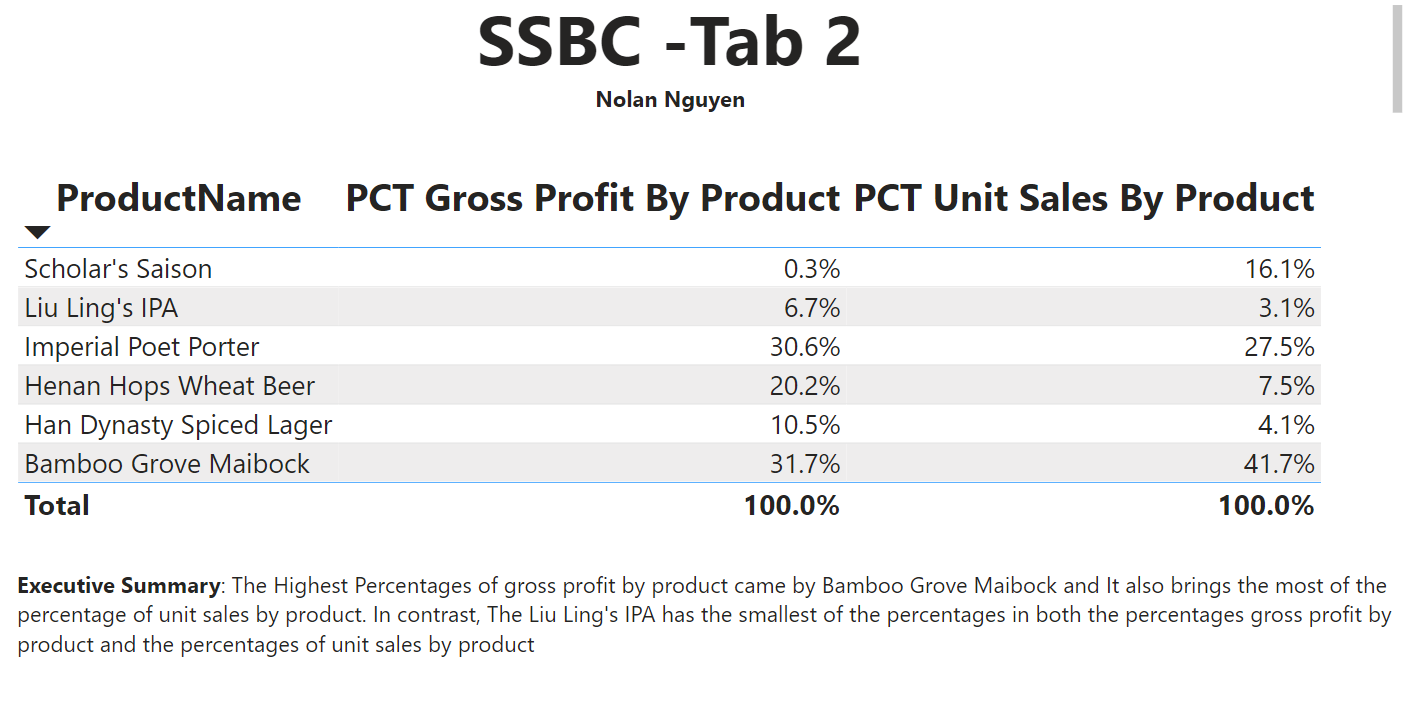 SSBC -Tab 2
Nolan Nguyen
ProductName PCT Gross Profit By Product PCT Unit Sales By Product
Scholar's Saison 0.3% 16.1%
Liu Ling's IPA 6.7% 3.1%
Imperial Poet Porter 30.6% 27.5%
Henan Hops Wheat Beer 20.2% 7.5%
Han Dynasty Spiced Lager 10.5% 4.1%
Bamboo Grove Maibock 31.7% 41.7%
Total 100.0% 100.0%
Executive Summary: The Highest Percentages of gross profit by product came by Bamboo Grove Maibock and It also brings the most of the
percentage of unit sales by product. In contrast, The Liu Ling's IPA has the smallest of the percentages in both the percentages gross profit by
product and the percentages of unit sales by product